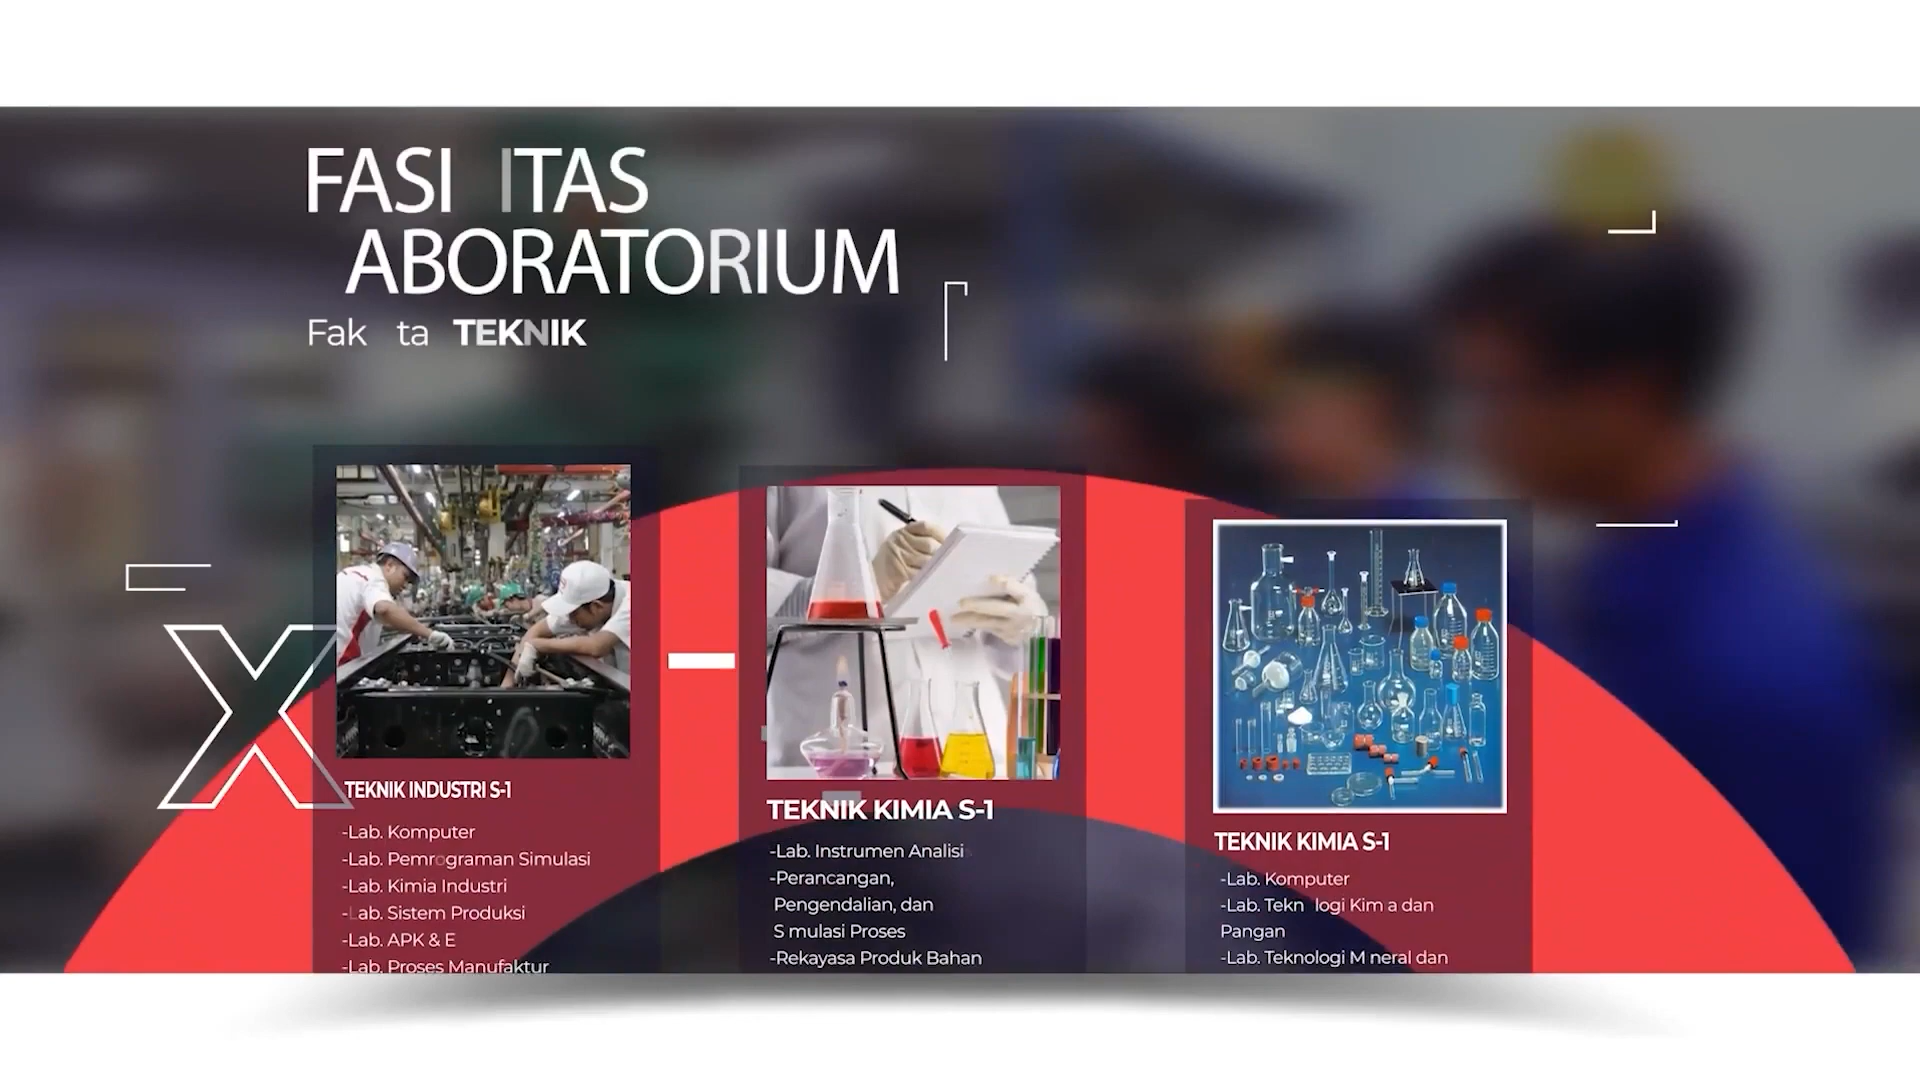 FASI ITAS
ABORATORIUM
Fak ta TEKNIK
X
TEKNIK INDUSTRI S-1
-Lab. Komputer
-Lab. Pemrograman Simulasi
-Lab. Kimia Industri
-Lab. Sistem Produksi
-Lab. APK & E
-Lab. Proses Manufaktur
TEKNIK KIMIA S-1
-Lab. Instrumen Analisi
-Perancangan,
Pengendalian, dan
S mulasi Proses
-Rekayasa Produk Bahan
TEKNIK KIMIA S-1
-Lab. Komputer
-Lab. Tekn logi Kim a dan
Pangan
-Lab. Teknologi M neral dan